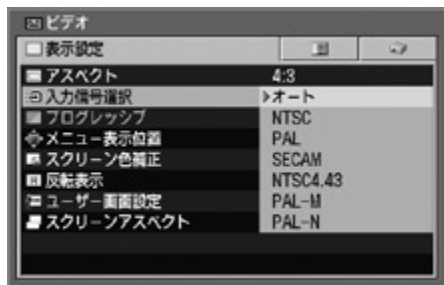 ビデオ
表示設定
アスペクト 4:3
入力信号選択 オート
プログレッシブ NTSC
メニュー表示位置 PAL
スクリーン色補正 SECAM
反転表示 NTSC4.43
ユーザー画面設定 PAL-M
スクリーンアスペクト PAL-N